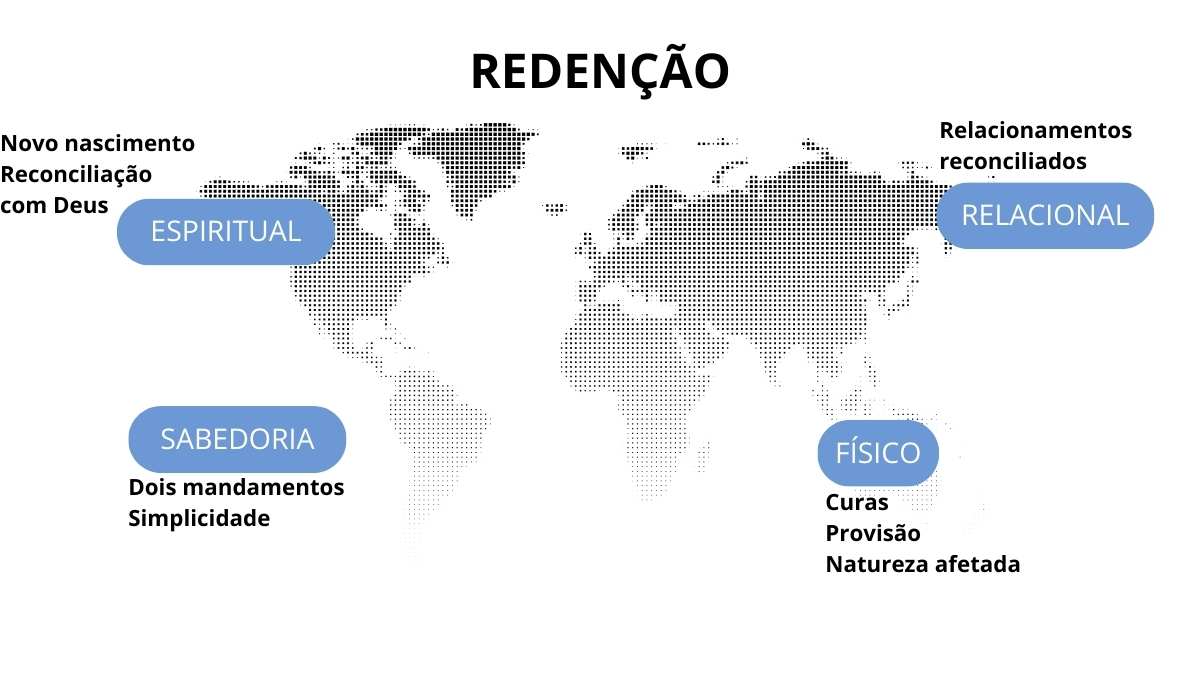 REDENÇÃO
Novo nascimento
Reconciliação
com Deus
ESPIRITUAL
Relacionamentos
reconciliados
RELACIONAL
SABEDORIA
Dois mandamentos
Simplicidade
FÍSICO
Curas
Provisão
Natureza afetada